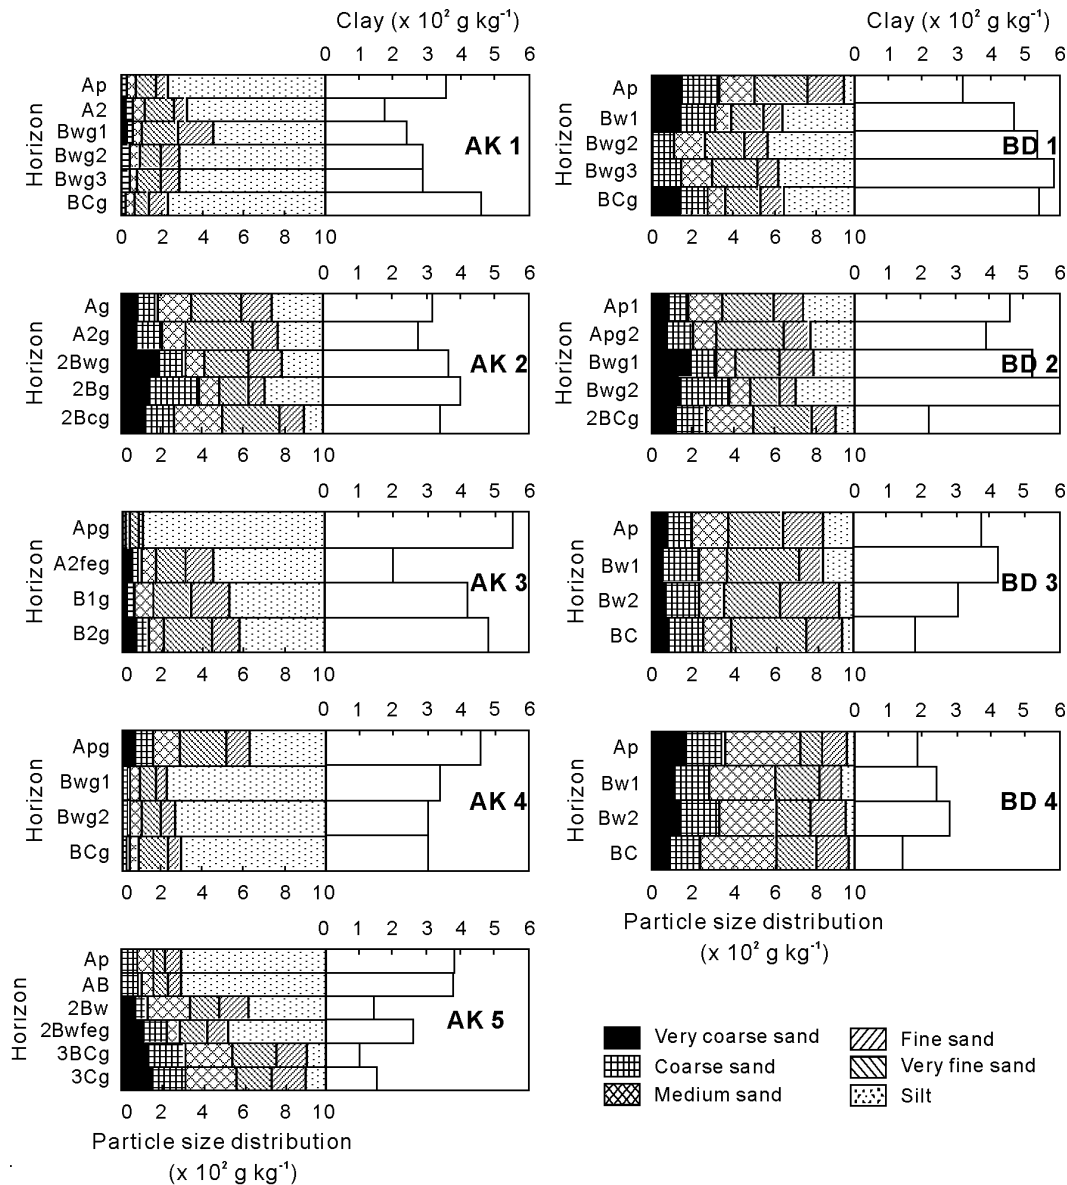 Clay (x 10² g kg⁻¹)
0 1 2 3 4 5 6
Horizon
Ap
A2
Bwg1
Bwg2
Bwg3
BCg
AK 1
0 2 4 6 8 10
0 1 2 3 4 5 6
Horizon
Ag
A2g
2Bwg
2Bg
2Bcg
AK 2
0 2 4 6 8 10
0 1 2 3 4 5 6
Horizon
Apg
A2feg
B1g
B2g
AK 3
0 2 4 6 8 10
0 1 2 3 4 5 6
Horizon
Apg
Bwg1
Bwg2
BCg
AK 4
0 2 4 6 8 10
0 1 2 3 4 5 6
Horizon
Ap
AB
2Bw
2Bwfeg
3BCg
3Cg
AK 5
0 2 4 6 8 10
Particle size distribution
(x 10² g kg⁻¹)
Clay (x 10² g kg⁻¹)
0 1 2 3 4 5 6
Horizon
Ap
Bw1
Bwg2
Bwg3
BCg
BD 1
0 2 4 6 8 10
0 1 2 3 4 5 6
Horizon
Ap1
Apg2
Bwg1
Bwg2
2BCg
BD 2
0 2 4 6 8 10
0 1 2 3 4 5 6
Horizon
Ap
Bw1
Bw2
BC
BD 3
0 2 4 6 8 10
0 1 2 3 4 5 6
Horizon
Ap
Bw1
Bw2
BC
BD 4
0 2 4 6 8 10
Particle size distribution
(x 10² g kg⁻¹)
Very coarse sand
Coarse sand
Medium sand
Fine sand
Very fine sand
Silt